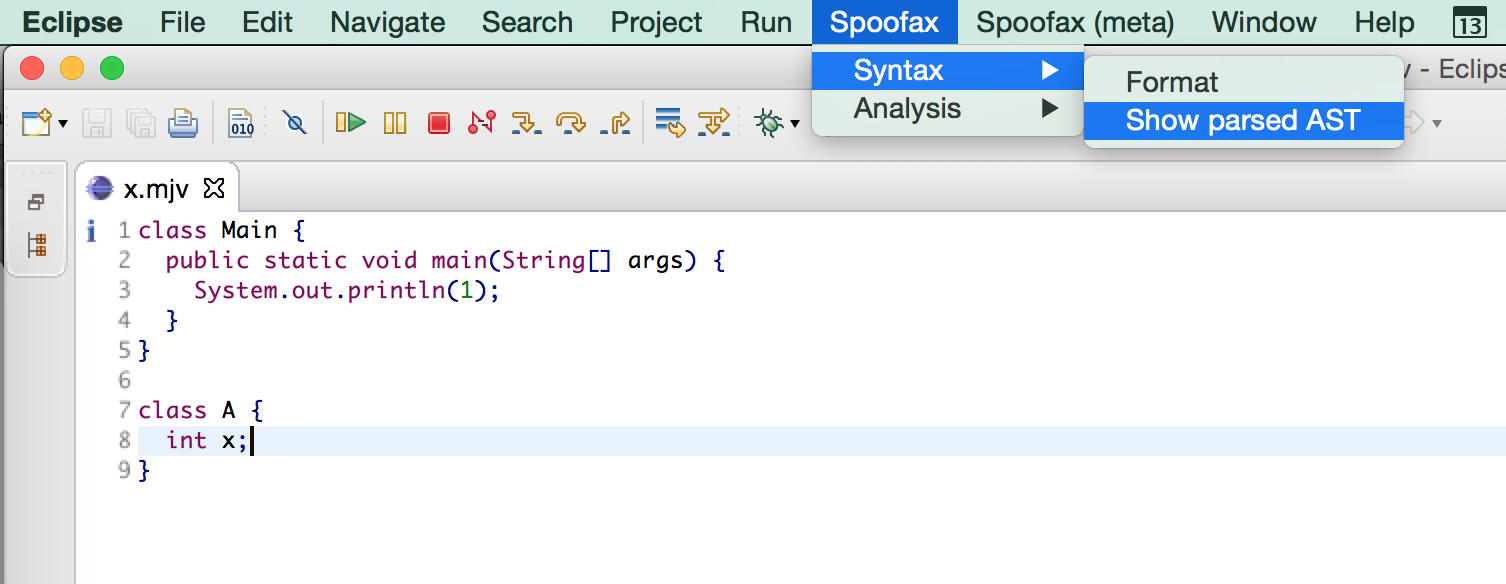 Eclipse File Edit Navigate Search Project Run Spoofax Spoofax (meta) Window Help 13
Syntax
Analysis
Format
Show parsed AST
- Eclips
010
x.mjv
1 class Main {
2   public static void main(String[] args) {
3     System.out.println(1);
4   }
5 }
6
7 class A {
8   int x;
9 }